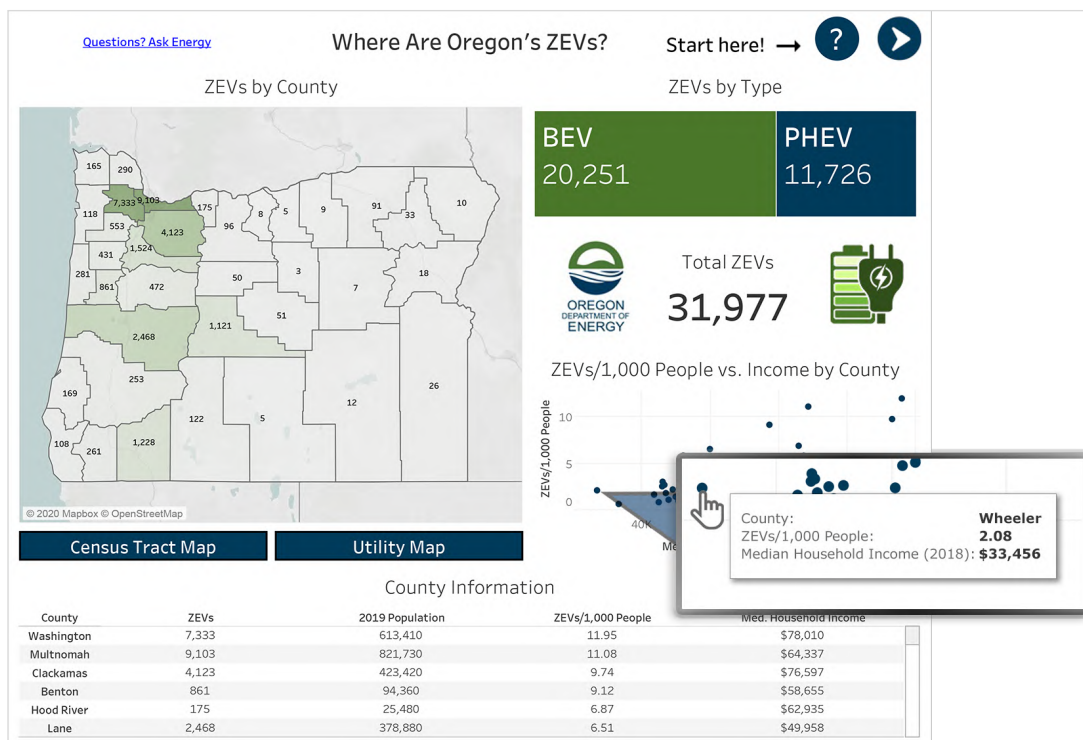 Questions? Ask Energy
Where Are Oregon's ZEVs?
Start here! →
?
ZEVs by County
165
290
7,333
9,103
118
553
4,123
175
96
8
5
9
91
33
10
431
1,524
281
861
472
50
3
7
18
51
2,468
1,121
253
169
122
5
12
26
108
261
1,228
© 2020 Mapbox © OpenStreetMap
Census Tract Map
Utility Map
ZEVs by Type
BEV
20,251
PHEV
11,726
OREGON
DEPARTMENT OF
ENERGY
Total ZEVs
31,977
ZEVs/1,000 People vs. Income by County
ZEVs/1,000 People
10
5
0
40K
Me
County: Wheeler
ZEVs/1,000 People: 2.08
Median Household Income (2018): $33,456
County Information
County ZEVs 2019 Population ZEVs/1,000 People Med. Household Income
Washington 7,333 613,410 11.95 $78,010
Multnomah 9,103 821,730 11.08 $64,337
Clackamas 4,123 423,420 9.74 $76,597
Benton 861 94,360 9.12 $58,655
Hood River 175 25,480 6.87 $62,935
Lane 2,468 378,880 6.51 $49,958